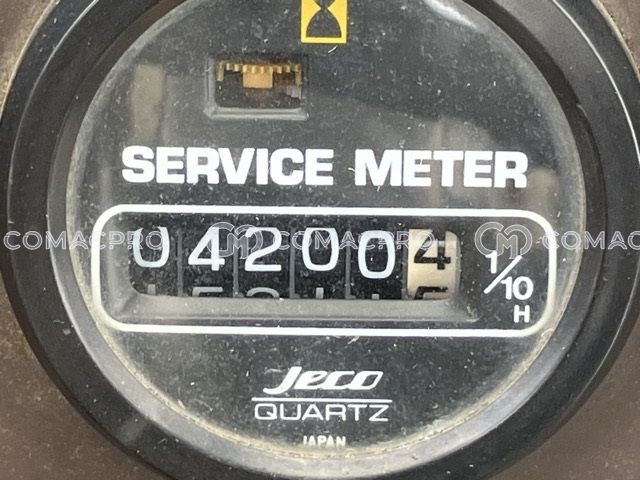 SERVICE METER
042004 1/10 H
COMACPRO COMACPRO COMACPRO
Jeco
QUARTZ
JAPAN